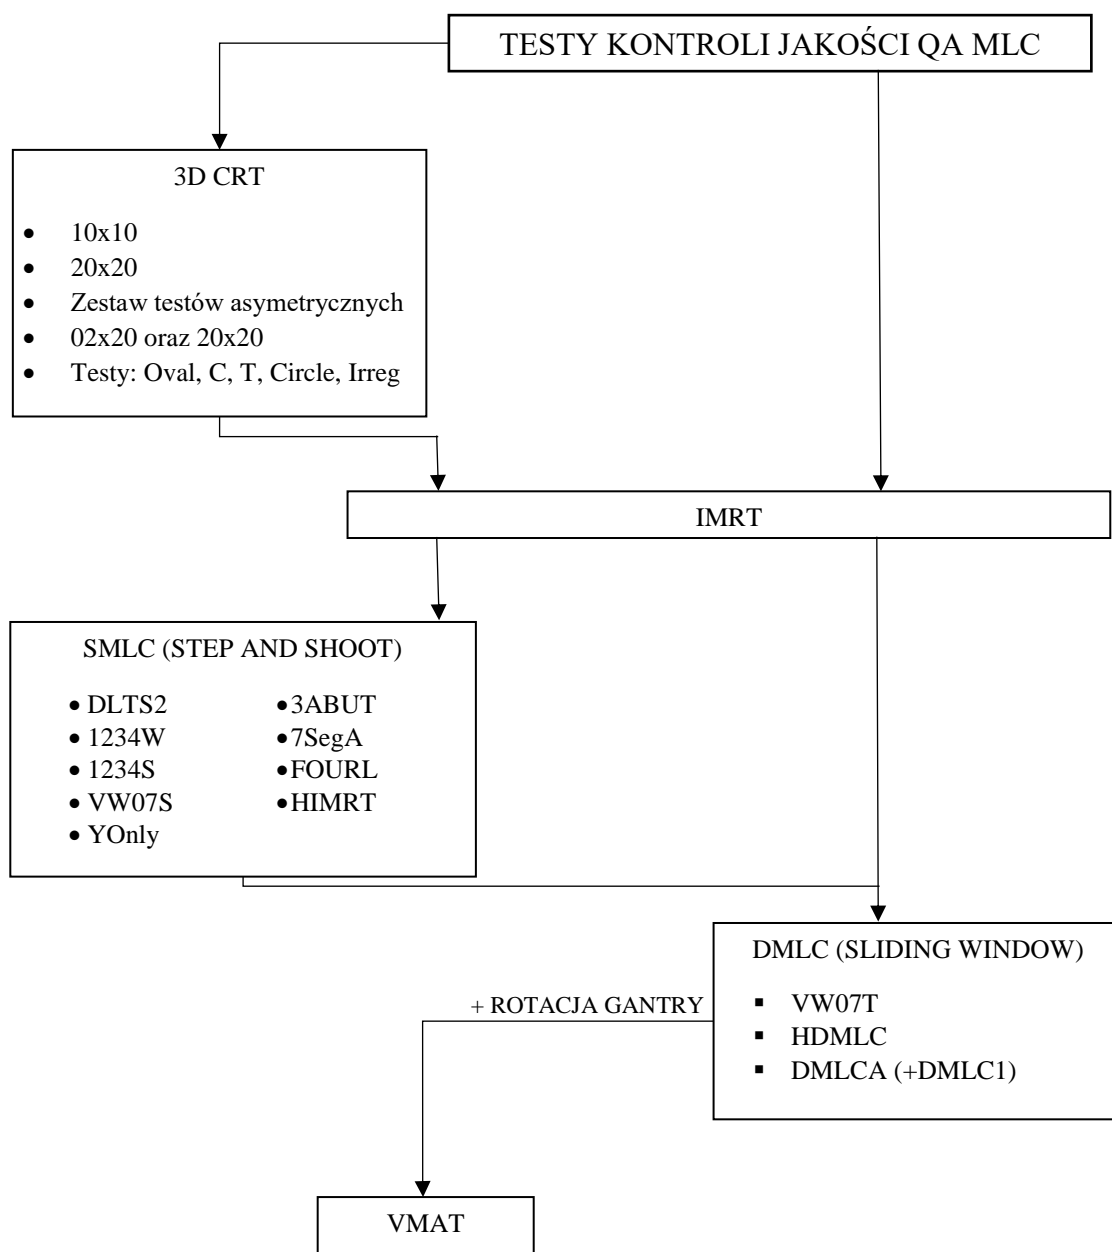 TESTY KONTROLI JAKOŚCI QA MLC
3D CRT
• 10x10
• 20x20
• Zestaw testów asymetrycznych
• 02x20 oraz 20x20
• Testy: Oval, C, T, Circle, Irreg
IMRT
SMLC (STEP AND SHOOT)
• DLTS2
• 1234W
• 1234S
• VW07S
• YOnly
• 3ABUT
• 7SegA
• FOURL
• HIMRT
DMLC (SLIDING WINDOW)
▪ VW07T
▪ HDMLC
▪ DMLCA (+DMLC1)
+ ROTACJA GANTRY
VMAT